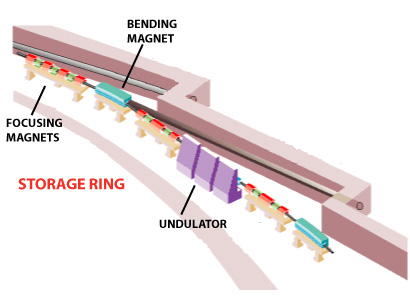 BENDING
MAGNET
FOCUSING
MAGNETS
STORAGE RING
UNDULATOR